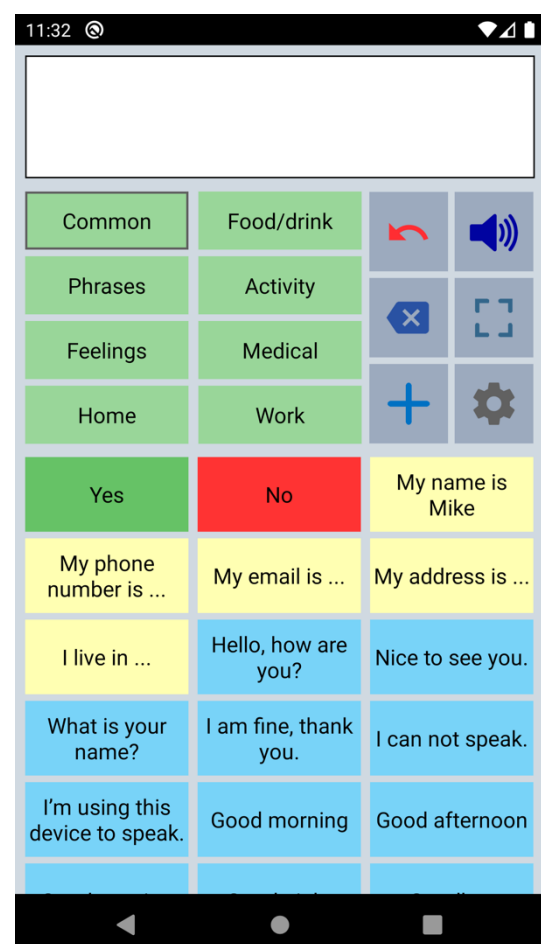 11:32
Common
Food/drink
Phrases
Activity
Feelings
Medical
Home
Work
Yes
No
My name is
Mike
My phone
number is ...
My email is ...
My address is ...
I live in ...
Hello, how are
you?
Nice to see you.
What is your
name?
I am fine, thank
you.
I can not speak.
I’m using this
device to speak.
Good morning
Good afternoon